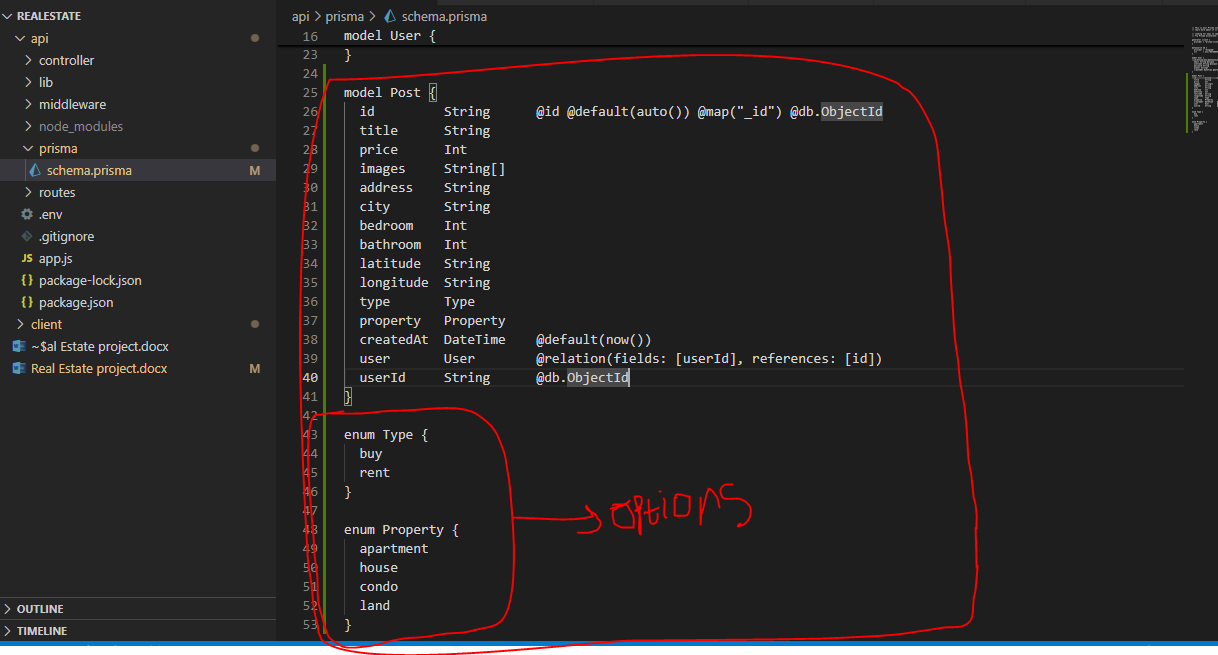 REALESTATE
api
controller
lib
middleware
node_modules
prisma
schema.prisma M
routes
.env
.gitignore
JS app.js
{} package-lock.json
{} package.json
client
~$al Estate project.docx
Real Estate project.docx M
OUTLINE
TIMELINE
api > prisma > schema.prisma
16 model User {
23 }
24
25 model Post {
26 id String @id @default(auto()) @map("_id") @db.ObjectId
27 title String
28 price Int
29 images String[]
30 address String
31 city String
32 bedroom Int
33 bathroom Int
34 latitude String
35 longitude String
36 type Type
37 property Property
38 createdAt DateTime @default(now())
39 user User @relation(fields: [userId], references: [id])
40 userId String @db.ObjectId
41 }
42
43 enum Type {
44 buy
45 rent
46 }
47
48 enum Property {
49 apartment
50 house
51 condo
52 land
53 }
options